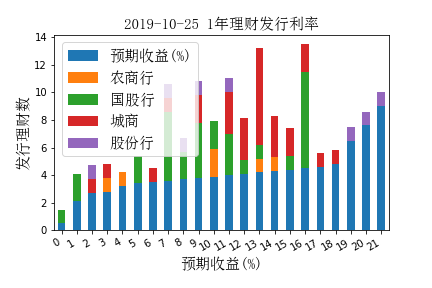 2019-10-25 1年理财发行利率
14
12
10
8
6
4
2
0
发行理财数
预期收益(%)
农商行
国股行
城商
股份行
0 1 2 3 4 5 6 7 8 9 10 11 12 13 14 15 16 17 18 19 20 21
预期收益(%)